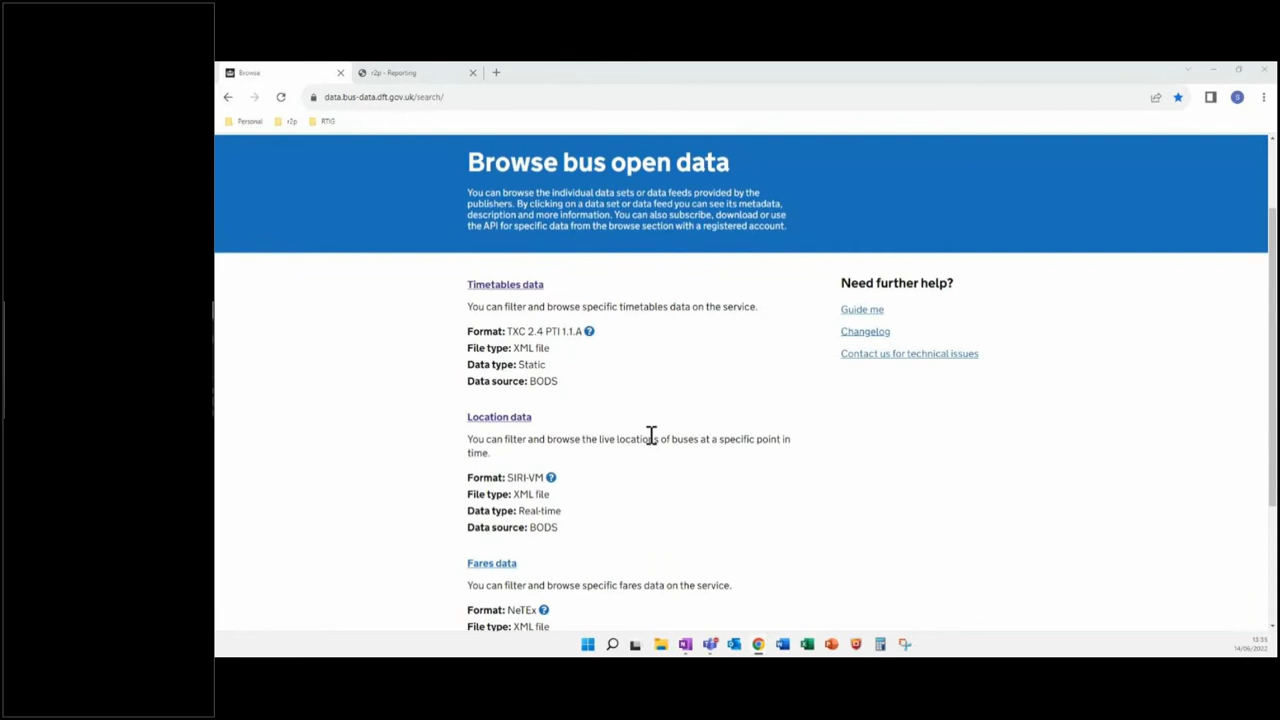 Browse
r2p - Reporting
data.bus-data.dft.gov.uk/search/
Personal
r2p
RTIG
Browse bus open data
You can browse the individual data sets or data feeds provided by the
publishers. By clicking on a data set or data feed you can see its metadata,
description and more information. You can also subscribe, download or use
the API for specific data from the browse section with a registered account.
Timetables data
You can filter and browse specific timetables data on the service.
Format: TXC 2.4 PTI 1.1.A
File type: XML file
Data type: Static
Data source: BODS
Location data
You can filter and browse the live locations of buses at a specific point in
time.
Format: SIRI-VM
File type: XML file
Data type: Real-time
Data source: BODS
Fares data
You can filter and browse specific fares data on the service.
Format: NeTEx
File type: XML file
Need further help?
Guide me
Changelog
Contact us for technical issues
13:35
14/06/2022